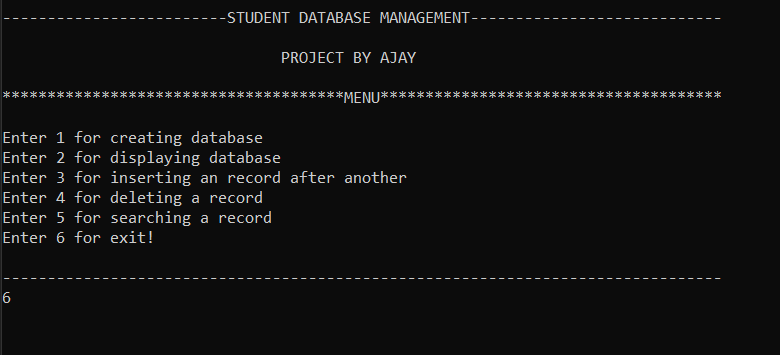 -------------------------STUDENT DATABASE MANAGEMENT----------------------------
PROJECT BY AJAY
**************************************MENU**************************************
Enter 1 for creating database
Enter 2 for displaying database
Enter 3 for inserting an record after another
Enter 4 for deleting a record
Enter 5 for searching a record
Enter 6 for exit!
--------------------------------------------------------------------------------
6